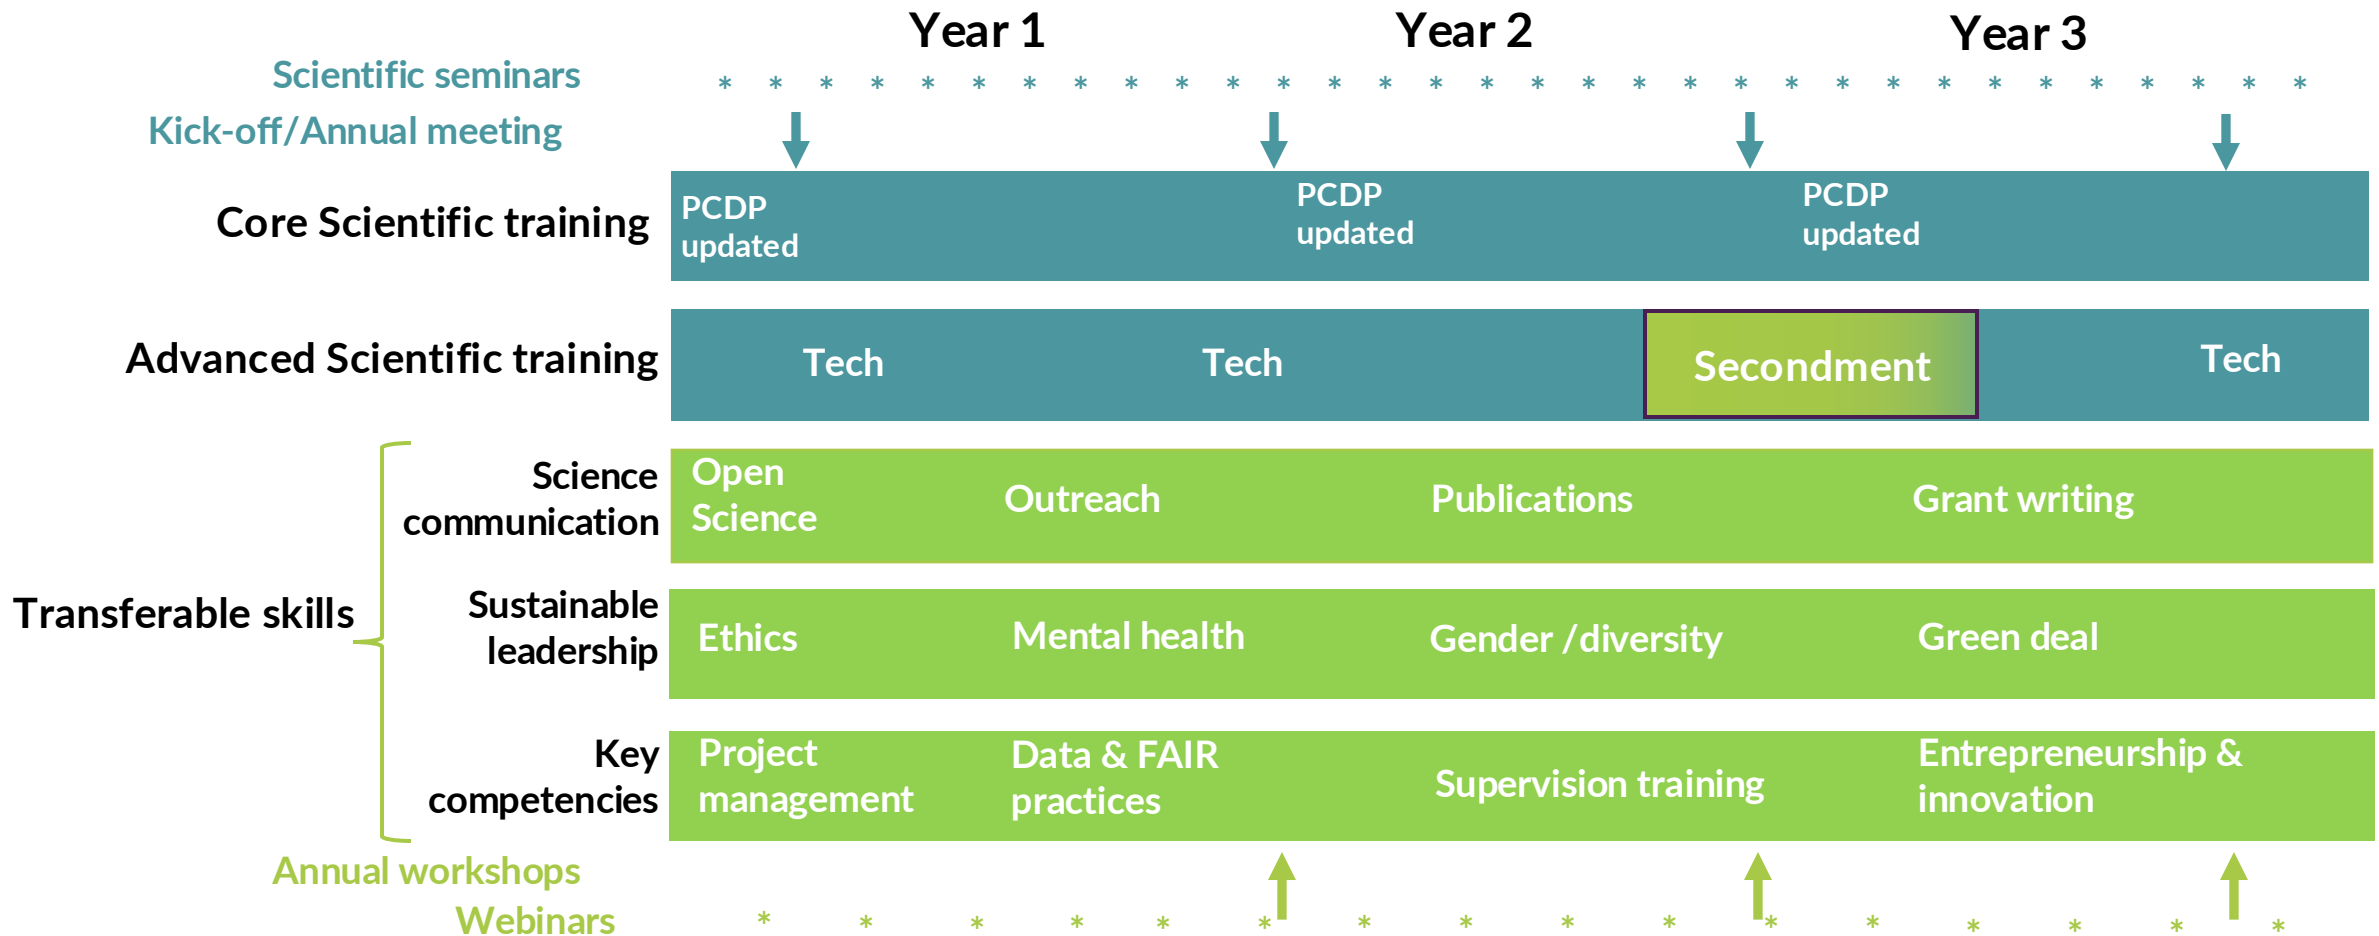 Year 1
Year 2
Year 3
Scientific seminars
* * * * * * * * * * * * * * * * * * * * * * * * * * * * * * * *
Kick-off/Annual meeting
Core Scientific training
PCDP
updated
PCDP
updated
PCDP
updated
Advanced Scientific training
Tech
Tech
Secondment
Tech
Transferable skills
Science
communication
Open
Science
Outreach
Publications
Grant writing
Sustainable
leadership
Ethics
Mental health
Gender /diversity
Green deal
Key
competencies
Project
management
Data & FAIR
practices
Supervision training
Entrepreneurship &
innovation
Annual workshops
Webinars
* * * * * * * * * * * * * * * *